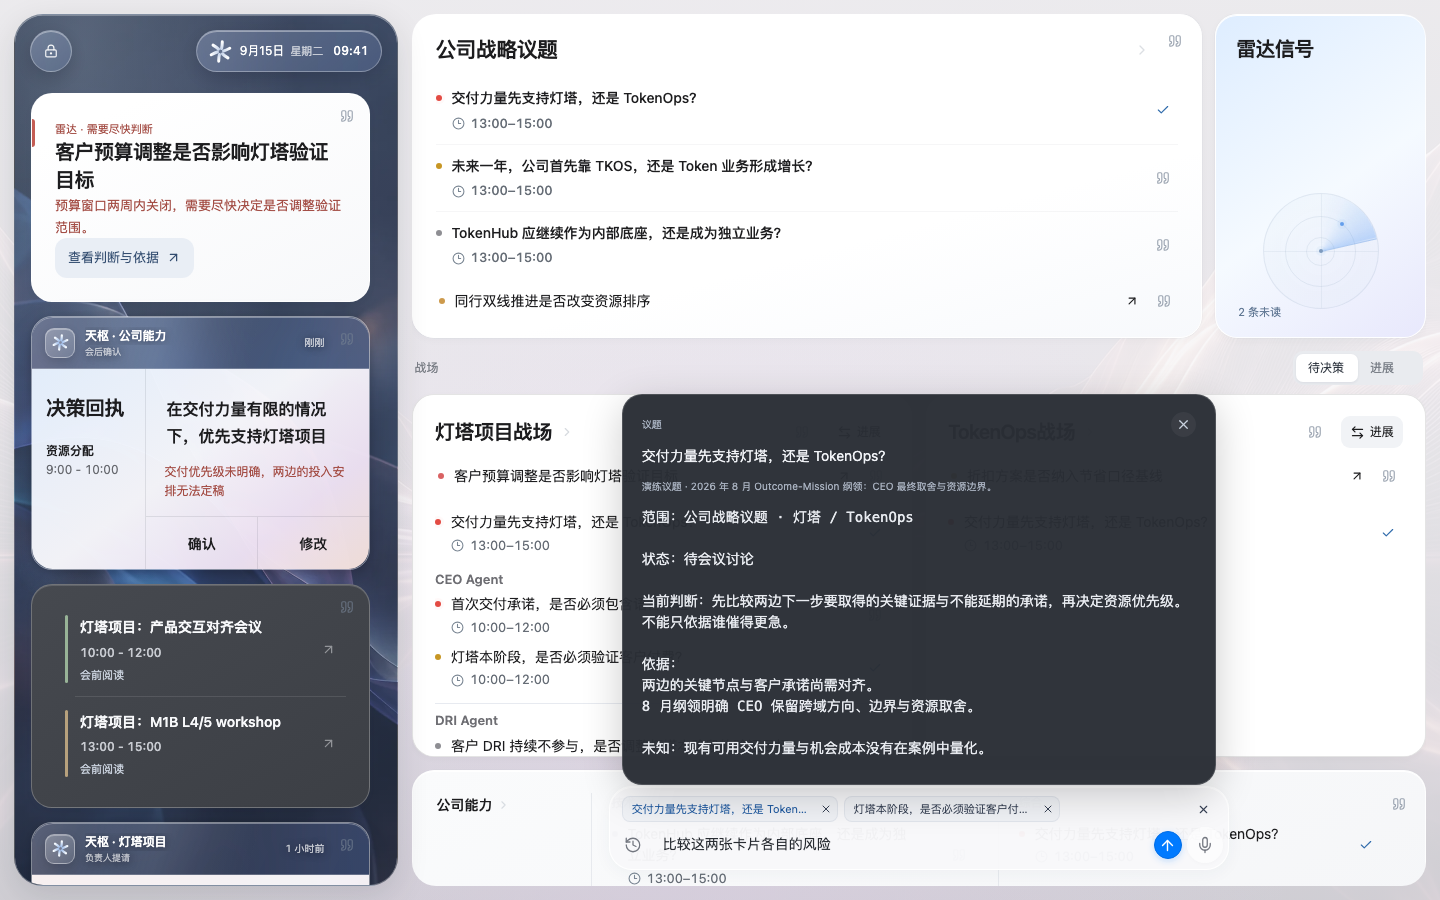 9月15日 星期二 09:41
雷达 · 需要尽快判断
客户预算调整是否影响灯塔验证
目标
预算窗口两周内关闭，需要尽快决定是否调整验证
范围。
查看判断与依据
天枢 · 公司能力
会后确认
刚刚
决策回执
资源分配
9:00 - 10:00
在交付力量有限的情况
下，优先支持灯塔项目
交付优先级未明确，两边的投入安
排无法定稿
确认
修改
灯塔项目：产品交互对齐会议
10:00 - 12:00
会前阅读
灯塔项目：M1B L4/5 workshop
13:00 - 15:00
会前阅读
天枢 · 灯塔项目
负责人提请
1 小时前
公司战略议题
交付力量先支持灯塔，还是 TokenOps?
13:00–15:00
未来一年，公司首先靠 TKOS，还是 Token 业务形成增长?
13:00–15:00
TokenHub 应继续作为内部底座，还是成为独立业务?
13:00–15:00
同行双线推进是否改变资源排序
雷达信号
2 条未读
战场
待决策
进展
灯塔项目战场
客户预算调整是否影响灯塔
交付力量先支持灯塔，还是
13:00–15:00
CEO Agent
首次交付承诺，是否必须包
10:00–12:00
灯塔本阶段，是否必须验证
10:00–12:00
DRI Agent
客户 DRI 持续不参与，是否
TokenOps战场
进展
交付力量先支持灯塔，还是 TokenOps?
议题
交付力量先支持灯塔，还是 TokenOps?
演练议题 · 2026 年 8 月 Outcome-Mission 纲领：CEO 最终取舍与资源边界。
范围：公司战略议题 · 灯塔 / TokenOps
状态：待会议讨论
当前判断：先比较两边下一步要取得的关键证据与不能延期的承诺，再决定资源优先级。
不能只依据谁催得更急。
依据：
两边的关键节点与客户承诺尚需对齐。
8 月纲领明确 CEO 保留跨域方向、边界与资源取舍。
未知：现有可用交付力量与机会成本没有在案例中量化。
公司能力
交付力量先支持灯塔，还是 Token...
灯塔本阶段，是否必须验证客户付...
比较这两张卡片各自的风险
enOps?
13:00–15:00